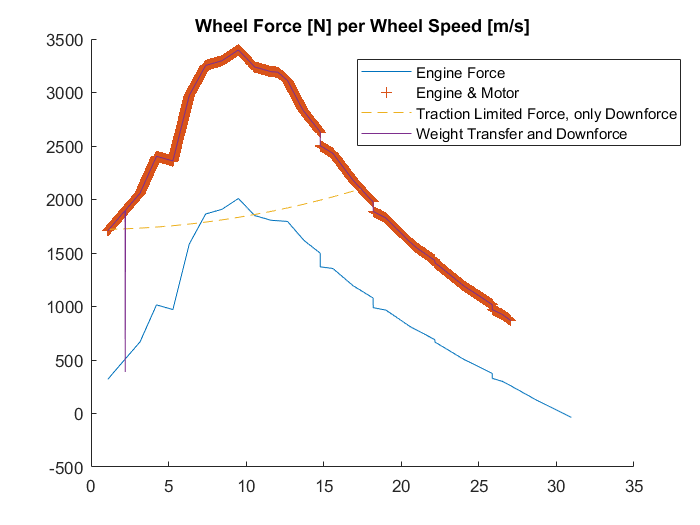 Wheel Force [N] per Wheel Speed [m/s]
3500
3000
2500
2000
1500
1000
500
0
-500
Engine Force
Engine & Motor
Traction Limited Force, only Downforce
Weight Transfer and Downforce
0 5 10 15 20 25 30 35